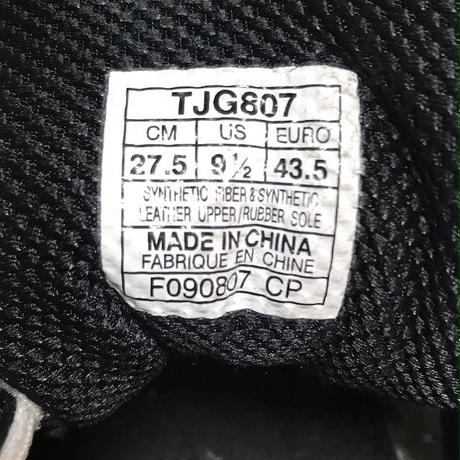 TJG807
CM US EURO
27.5 9½ 43.5
SYNTHETIC FIBER & SYNTHETIC
LEATHER UPPER/RUBBER SOLE
MADE IN CHINA
FABRIQUE EN CHINE
F090807 CP